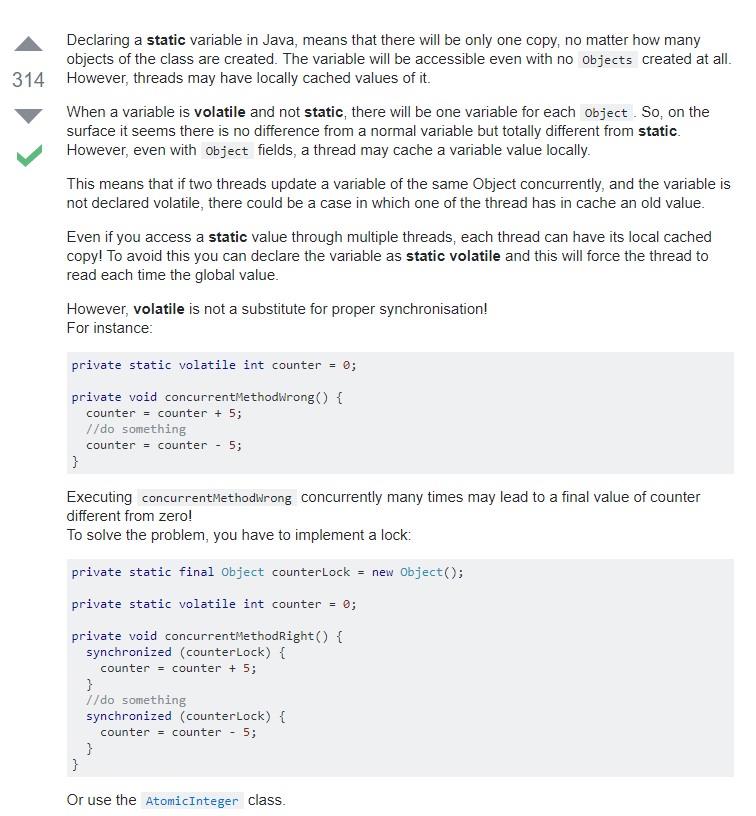 Declaring a static variable in Java, means that there will be only one copy, no matter how many
objects of the class are created. The variable will be accessible even with no Objects created at all.
314
However, threads may have locally cached values of it.
When a variable is volatile and not static, there will be one variable for each Object . So, on the
surface it seems there is no difference from a normal variable but totally different from static.
However, even with Object fields, a thread may cache a variable value locally.
This means that if two threads update a variable of the same Object concurrently, and the variable is
not declared volatile, there could be a case in which one of the thread has in cache an old value.
Even if you access a static value through multiple threads, each thread can have its local cached
copy! To avoid this you can declare the variable as static volatile and this will force the thread to
read each time the global value.
However, volatile is not a substitute for proper synchronisation!
For instance:
private static volatile int counter = 0;
private void concurrentMethodWrong() {
  counter = counter + 5;
  //do something
  counter = counter - 5;
}
Executing concurrentMethodWrong concurrently many times may lead to a final value of counter
different from zero!
To solve the problem, you have to implement a lock:
private static final Object counterLock = new Object();
private static volatile int counter = 0;
private void concurrentMethodRight() {
  synchronized (counterLock) {
    counter = counter + 5;
  }
  //do something
  synchronized (counterLock) {
    counter = counter - 5;
  }
}
Or use the AtomicInteger class.